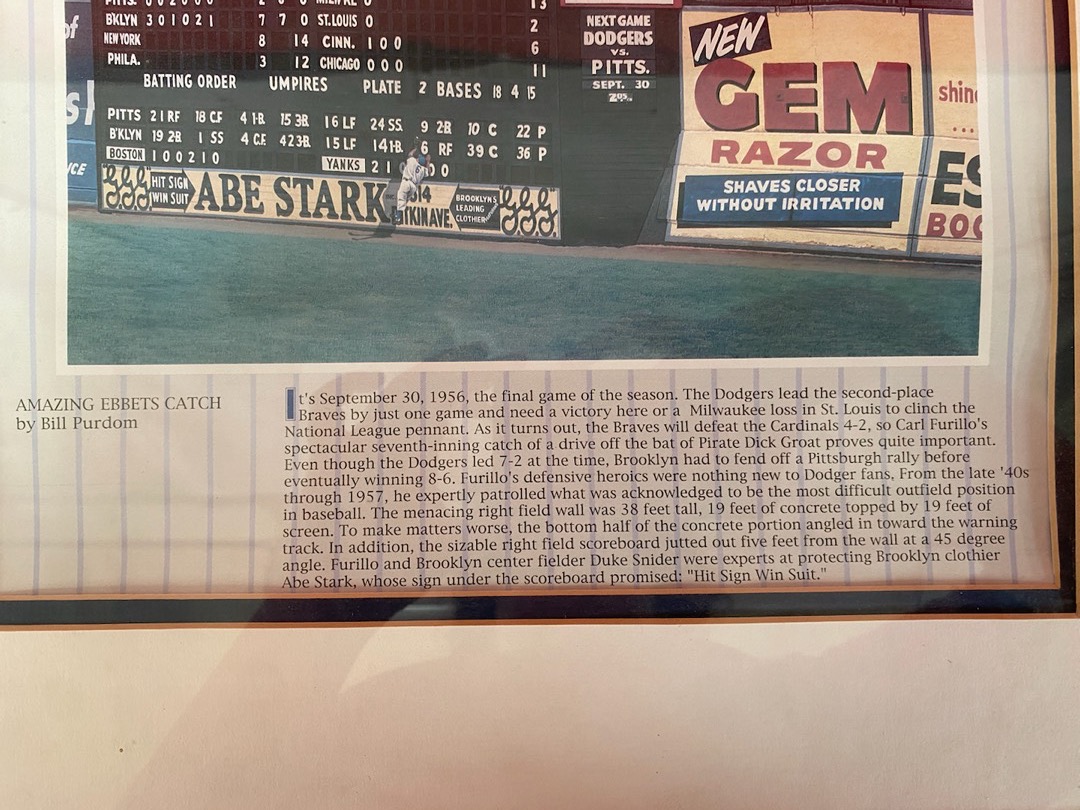 BKLYN 3 0 1 0 2 1 7 7 0 ST.LOUIS 0 2
NEW YORK 8 14 CINN. 1 0 0 6
PHILA. 3 12 CHICAGO 0 0 0 11
BATTING ORDER UMPIRES PLATE 2 BASES 18 4 15
PITTS 21 RF 18 CF 4 1B 15 3B 16 LF 24 SS 9 2B 10 C 22 P
B'KLYN 19 2B 1 SS 4 C.F. 42 3B 15 LF 14 1B 6 RF 39 C 36 P
BOSTON 1 0 0 2 1 0 YANKS 2 1 0 0
HIT SIGN
WIN SUIT
ABE STARK
BROOKLYN'S
LEADING
CLOTHIER
NEXT GAME
DODGERS
VS.
PITTS.
SEPT. 30
NEW
GEM
RAZOR
SHAVES CLOSER
WITHOUT IRRITATION
AMAZING EBBETS CATCH
by Bill Purdom
It's September 30, 1956, the final game of the season. The Dodgers lead the second-place
Braves by just one game and need a victory here or a Milwaukee loss in St. Louis to clinch the
National League pennant. As it turns out, the Braves will defeat the Cardinals 4-2, so Carl Furillo's
spectacular seventh-inning catch of a drive off the bat of Pirate Dick Groat proves quite important.
Even though the Dodgers led 7-2 at the time, Brooklyn had to fend off a Pittsburgh rally before
eventually winning 8-6. Furillo's defensive heroics were nothing new to Dodger fans, From the late '40s
through 1957, he expertly patrolled what was acknowledged to be the most difficult outfield position
in baseball. The menacing right field wall was 38 feet tall, 19 feet of concrete topped by 19 feet of
screen. To make matters worse, the bottom half of the concrete portion angled in toward the warning
track. In addition, the sizable right field scoreboard jutted out five feet from the wall at a 45 degree
angle. Furillo and Brooklyn center fielder Duke Snider were experts at protecting Brooklyn clothier
Abe Stark, whose sign under the scoreboard promised: "Hit Sign Win Suit."